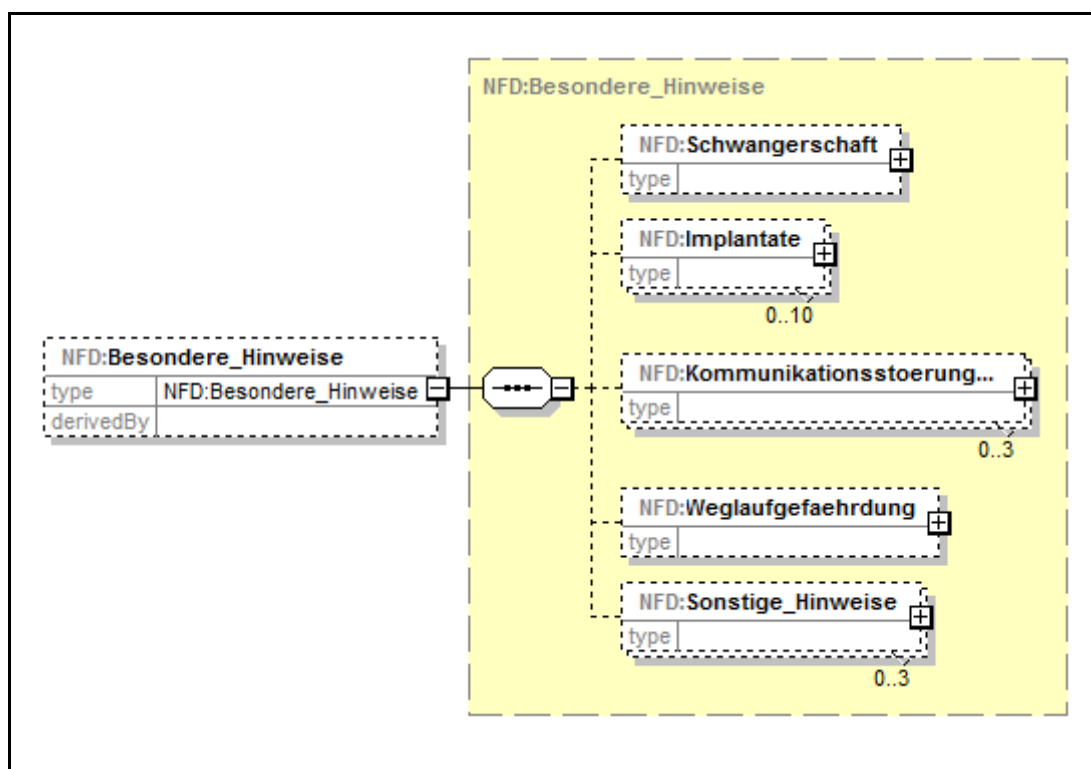 NFD:Besondere_Hinweise
NFD:Schwangerschaft
type
NFD:Implantate
type
0..10
NFD:Besondere_Hinweise
type NFD:Besondere_Hinweise
derivedBy
NFD:Kommunikationsstoerung...
type
0..3
NFD:Weglaufgefaehrdung
type
NFD:Sonstige_Hinweise
type
0..3